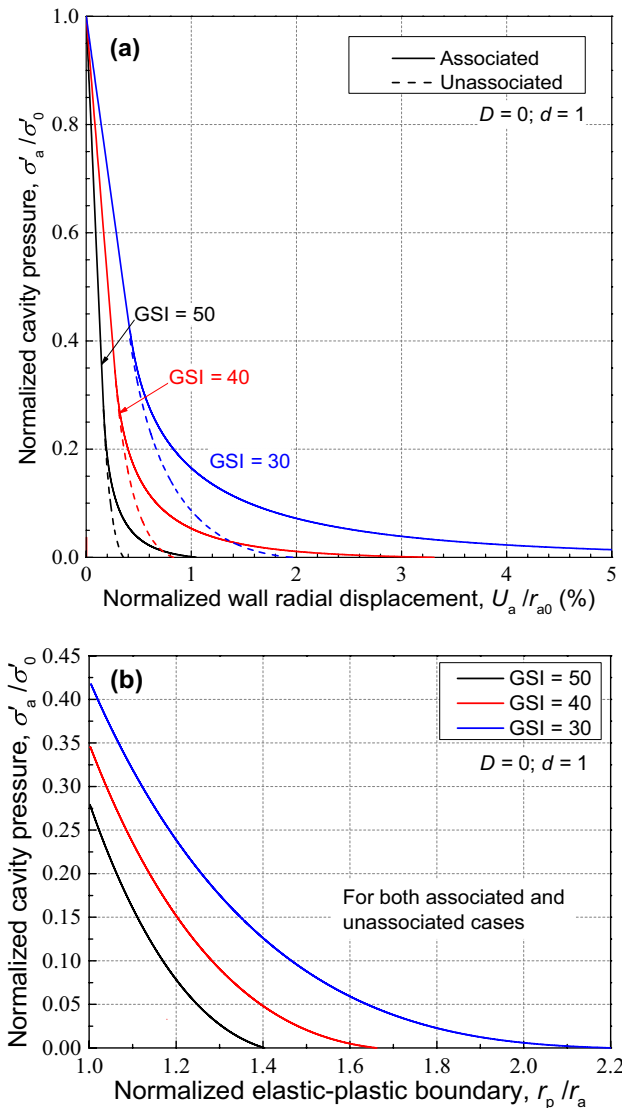 (a)
Associated
Unassociated
D = 0; d = 1
GSI = 50
GSI = 40
GSI = 30
Normalized cavity pressure, σ′a/σ′0
1.0
0.8
0.6
0.4
0.2
0.0
0 1 2 3 4 5
Normalized wall radial displacement, Ua/ra0 (%)
(b)
GSI = 50
GSI = 40
GSI = 30
D = 0; d = 1
For both associated and
unassociated cases
Normalized cavity pressure, σ′a/σ′0
0.45
0.40
0.35
0.30
0.25
0.20
0.15
0.10
0.05
0.00
1.0 1.2 1.4 1.6 1.8 2.0 2.2
Normalized elastic-plastic boundary, rp/ra